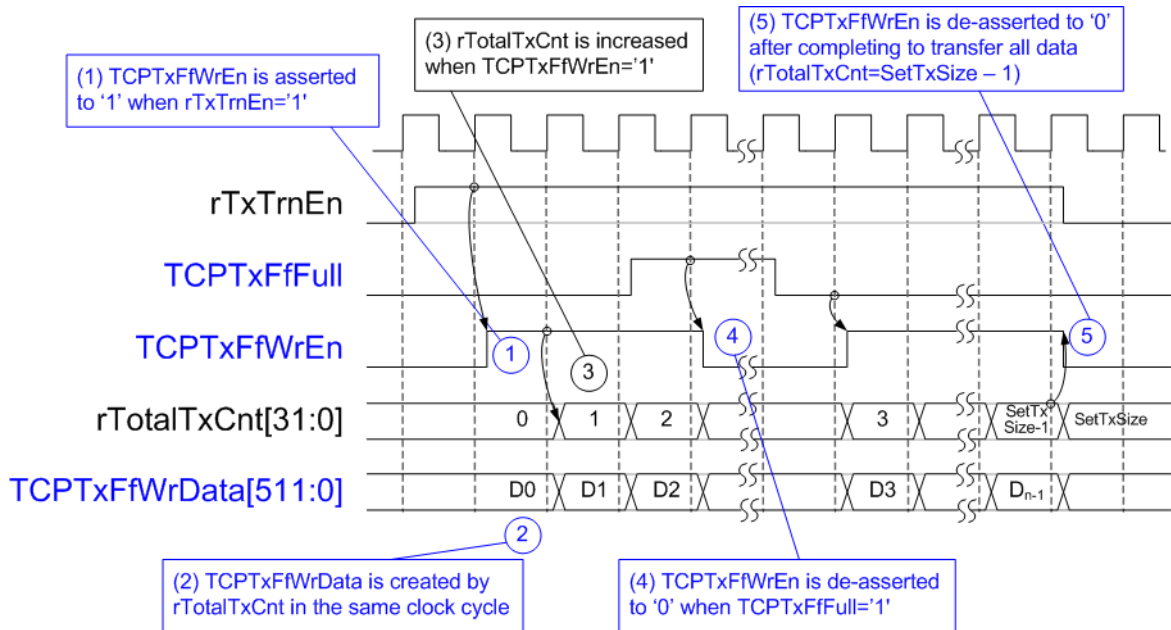 (5) TCPTxFfWrEn is de-asserted to ‘0’
after completing to transfer all data
(rTotalTxCnt=SetTxSize – 1)
(3) rTotalTxCnt is increased
when TCPTxFfWrEn=’1'
(1) TCPTxFfWrEn is asserted
to ‘1’ when rTxTrnEn=’1'
rTxTrnEn
TCPTxFfFull
TCPTxFfWrEn
1
3
4
5
rTotalTxCnt[31:0]
0
1
2
3
SetTx
Size-1
SetTxSize
TCPTxFfWrData[511:0]
D0
D1
D2
D3
Dn-1
2
(2) TCPTxFfWrData is created by
rTotalTxCnt in the same clock cycle
(4) TCPTxFfWrEn is de-asserted
to ‘0’ when TCPTxFfFull=’1'